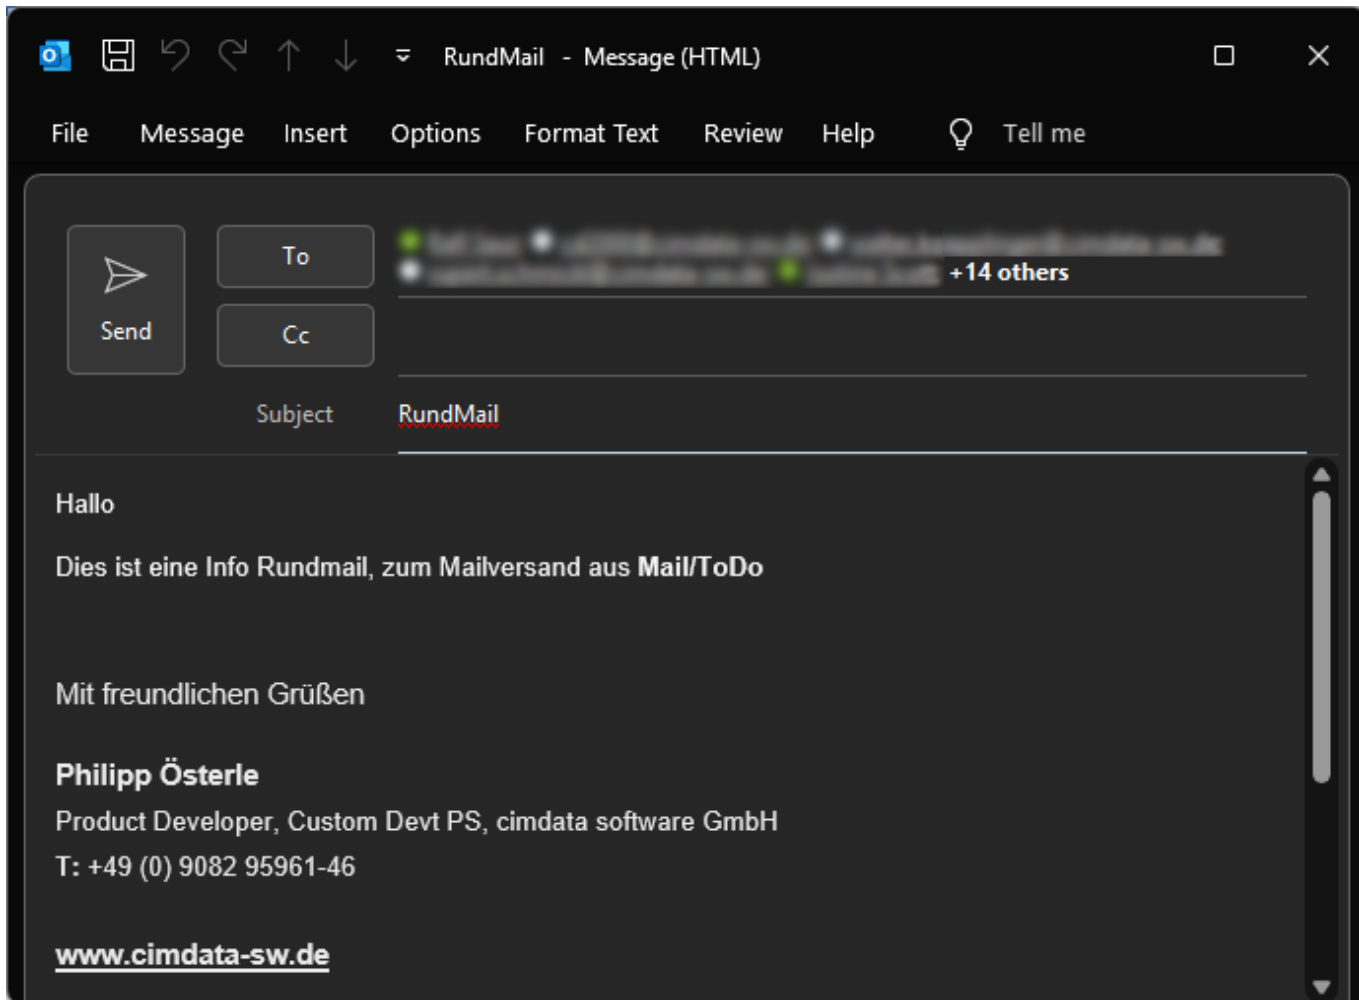 RundMail - Message (HTML)
File Message Insert Options Format Text Review Help Tell me
To
+14 others
Send
Cc
Subject RundMail
Hallo
Dies ist eine Info Rundmail, zum Mailversand aus Mail/ToDo
Mit freundlichen Grüßen
Philipp Österle
Product Developer, Custom Devt PS, cimdata software GmbH
T: +49 (0) 9082 95961-46
www.cimdata-sw.de